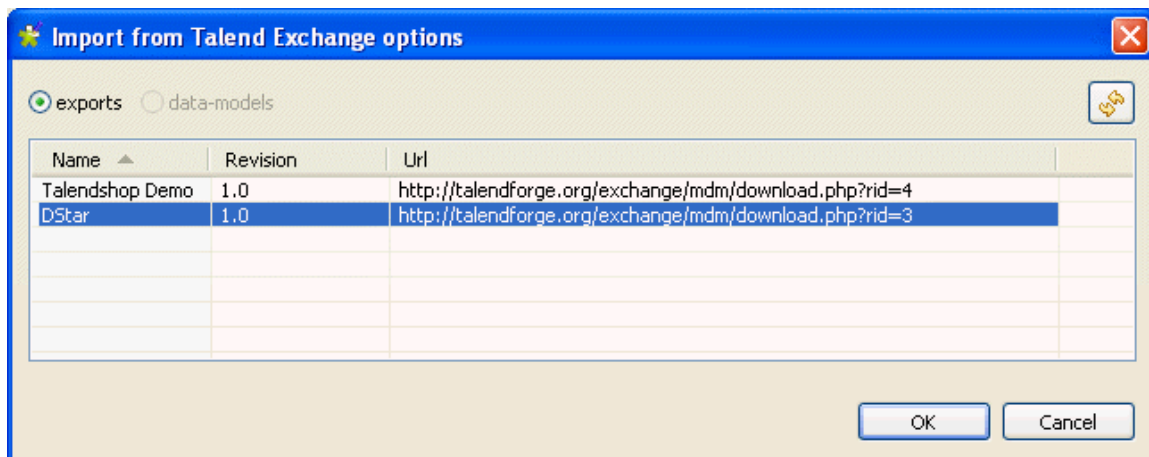 Import from Talend Exchange options
exports data-models
Name Revision Url
Talendshop Demo 1.0 http://talendforge.org/exchange/mdm/download.php?rid=4
DStar 1.0 http://talendforge.org/exchange/mdm/download.php?rid=3
OK Cancel